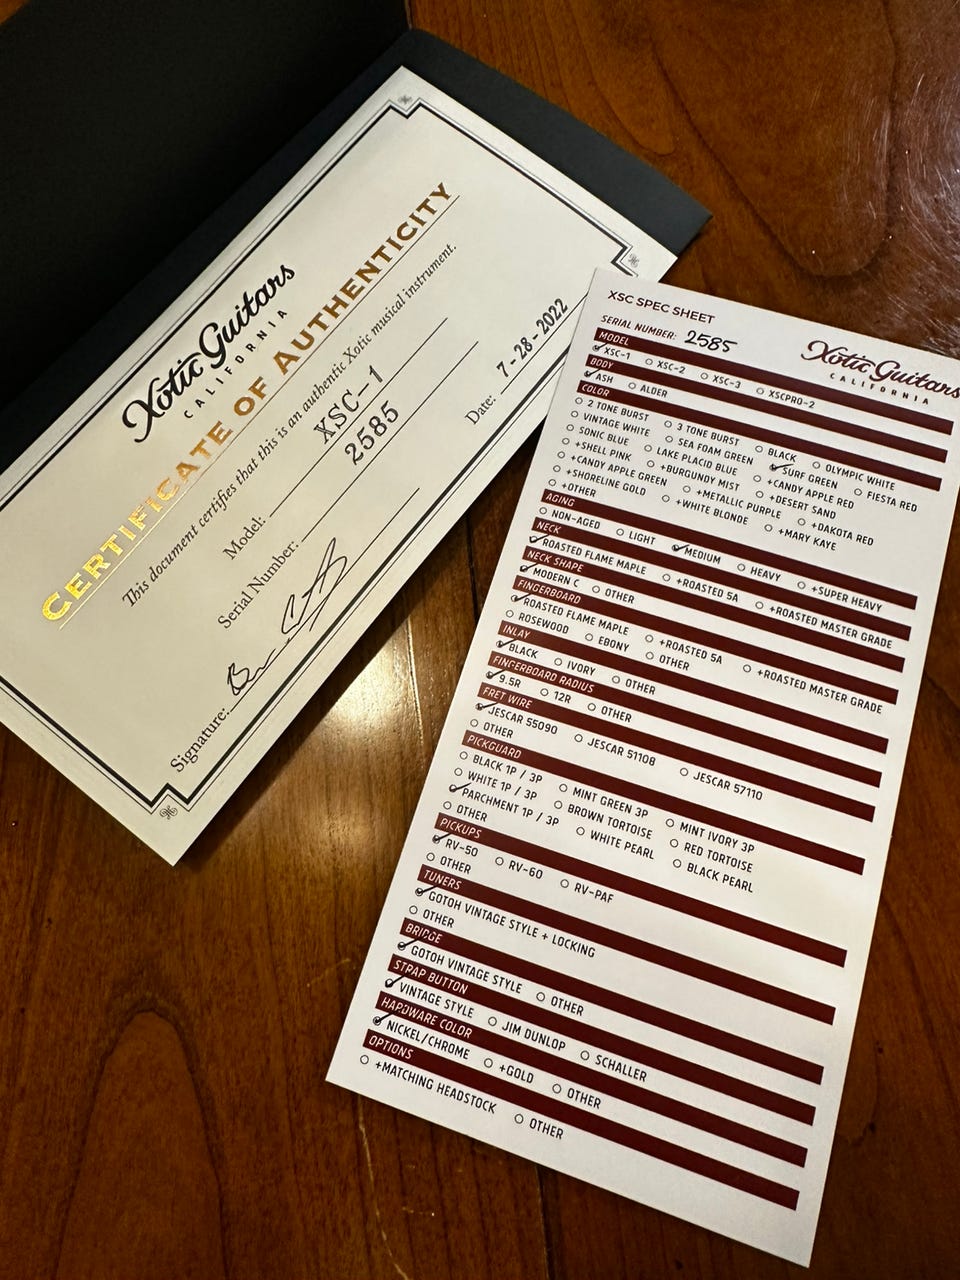 Xotic Guitars
CALIFORNIA
CERTIFICATE OF AUTHENTICITY
This document certifies that this is an authentic Xotic musical instrument.
Model: XSC-1
Serial Number: 2585
Signature:
Date: 7-28-2022
XSC SPEC SHEET
SERIAL NUMBER: 2585
Xotic Guitars
CALIFORNIA
MODEL
XSC-1 XSC-2 XSC-3 XSCPRO-2
BODY
ASH ALDER
COLOR
2 TONE BURST 3 TONE BURST BLACK OLYMPIC WHITE
VINTAGE WHITE SEA FOAM GREEN SURF GREEN FIESTA RED
SONIC BLUE LAKE PLACID BLUE +CANDY APPLE RED
+SHELL PINK +BURGUNDY MIST +DESERT SAND
+CANDY APPLE GREEN +METALLIC PURPLE +DAKOTA RED
+SHORELINE GOLD +WHITE BLONDE +MARY KAYE
+OTHER
AGING
NON-AGED LIGHT MEDIUM HEAVY +SUPER HEAVY
NECK
ROASTED FLAME MAPLE +ROASTED 5A +ROASTED MASTER GRADE
NECK SHAPE
MODERN C OTHER
FINGERBOARD
ROASTED FLAME MAPLE +ROASTED 5A +ROASTED MASTER GRADE
ROSEWOOD EBONY OTHER
INLAY
BLACK IVORY OTHER
FINGERBOARD RADIUS
9.5R 12R OTHER
FRET WIRE
JESCAR 55090 JESCAR 51108 JESCAR 57110
OTHER
PICKGUARD
BLACK 1P / 3P MINT GREEN 3P MINT IVORY 3P
WHITE 1P / 3P BROWN TORTOISE RED TORTOISE
PARCHMENT 1P / 3P WHITE PEARL BLACK PEARL
OTHER
PICKUPS
RV-50 RV-60 RV-PAF
OTHER
TUNERS
GOTOH VINTAGE STYLE + LOCKING
OTHER
BRIDGE
GOTOH VINTAGE STYLE OTHER
STRAP BUTTON
VINTAGE STYLE JIM DUNLOP SCHALLER
HARDWARE COLOR
NICKEL/CHROME +GOLD OTHER
OPTIONS
+MATCHING HEADSTOCK OTHER